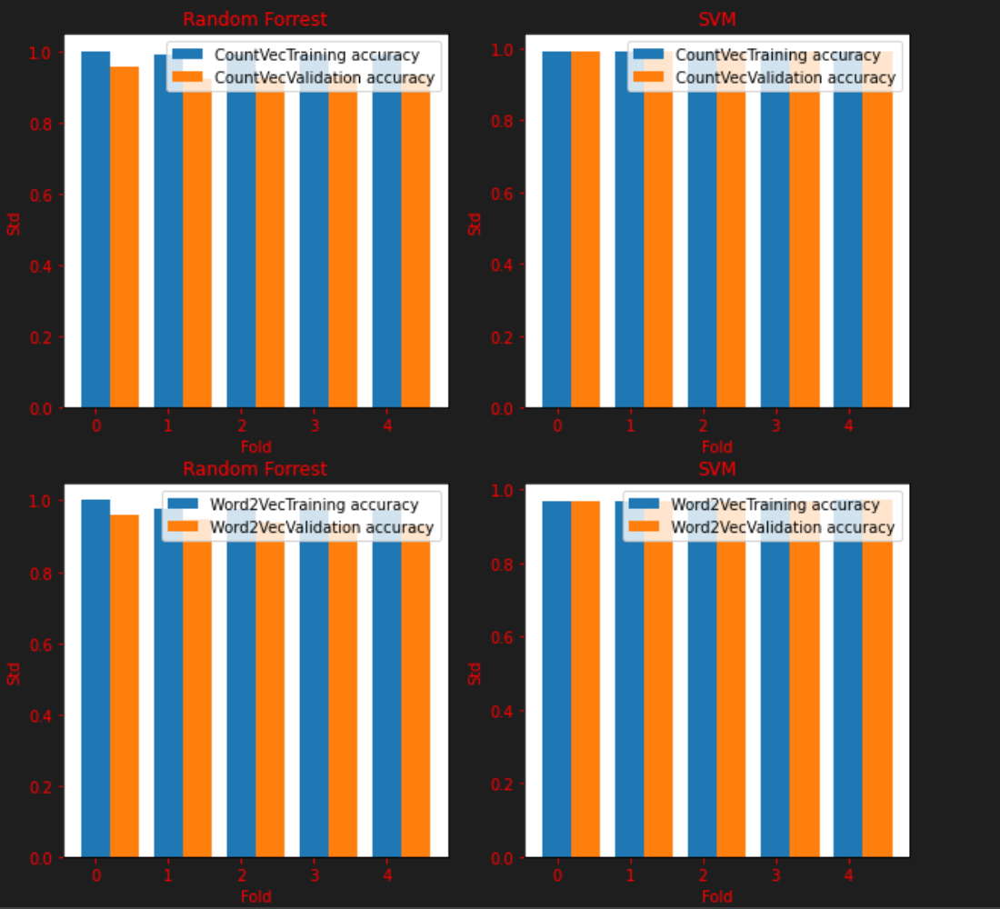 Random Forrest
CountVecTraining accuracy
CountVecValidation accuracy
1.0
0.8
0.6
0.4
0.2
0.0
Std
0 1 2 3 4
Fold
SVM
CountVecTraining accuracy
CountVecValidation accuracy
1.0
0.8
0.6
0.4
0.2
0.0
Std
0 1 2 3 4
Fold
Random Forrest
Word2VecTraining accuracy
Word2VecValidation accuracy
1.0
0.8
0.6
0.4
0.2
0.0
Std
0 1 2 3 4
Fold
SVM
Word2VecTraining accuracy
Word2VecValidation accuracy
1.0
0.8
0.6
0.4
0.2
0.0
Std
0 1 2 3 4
Fold